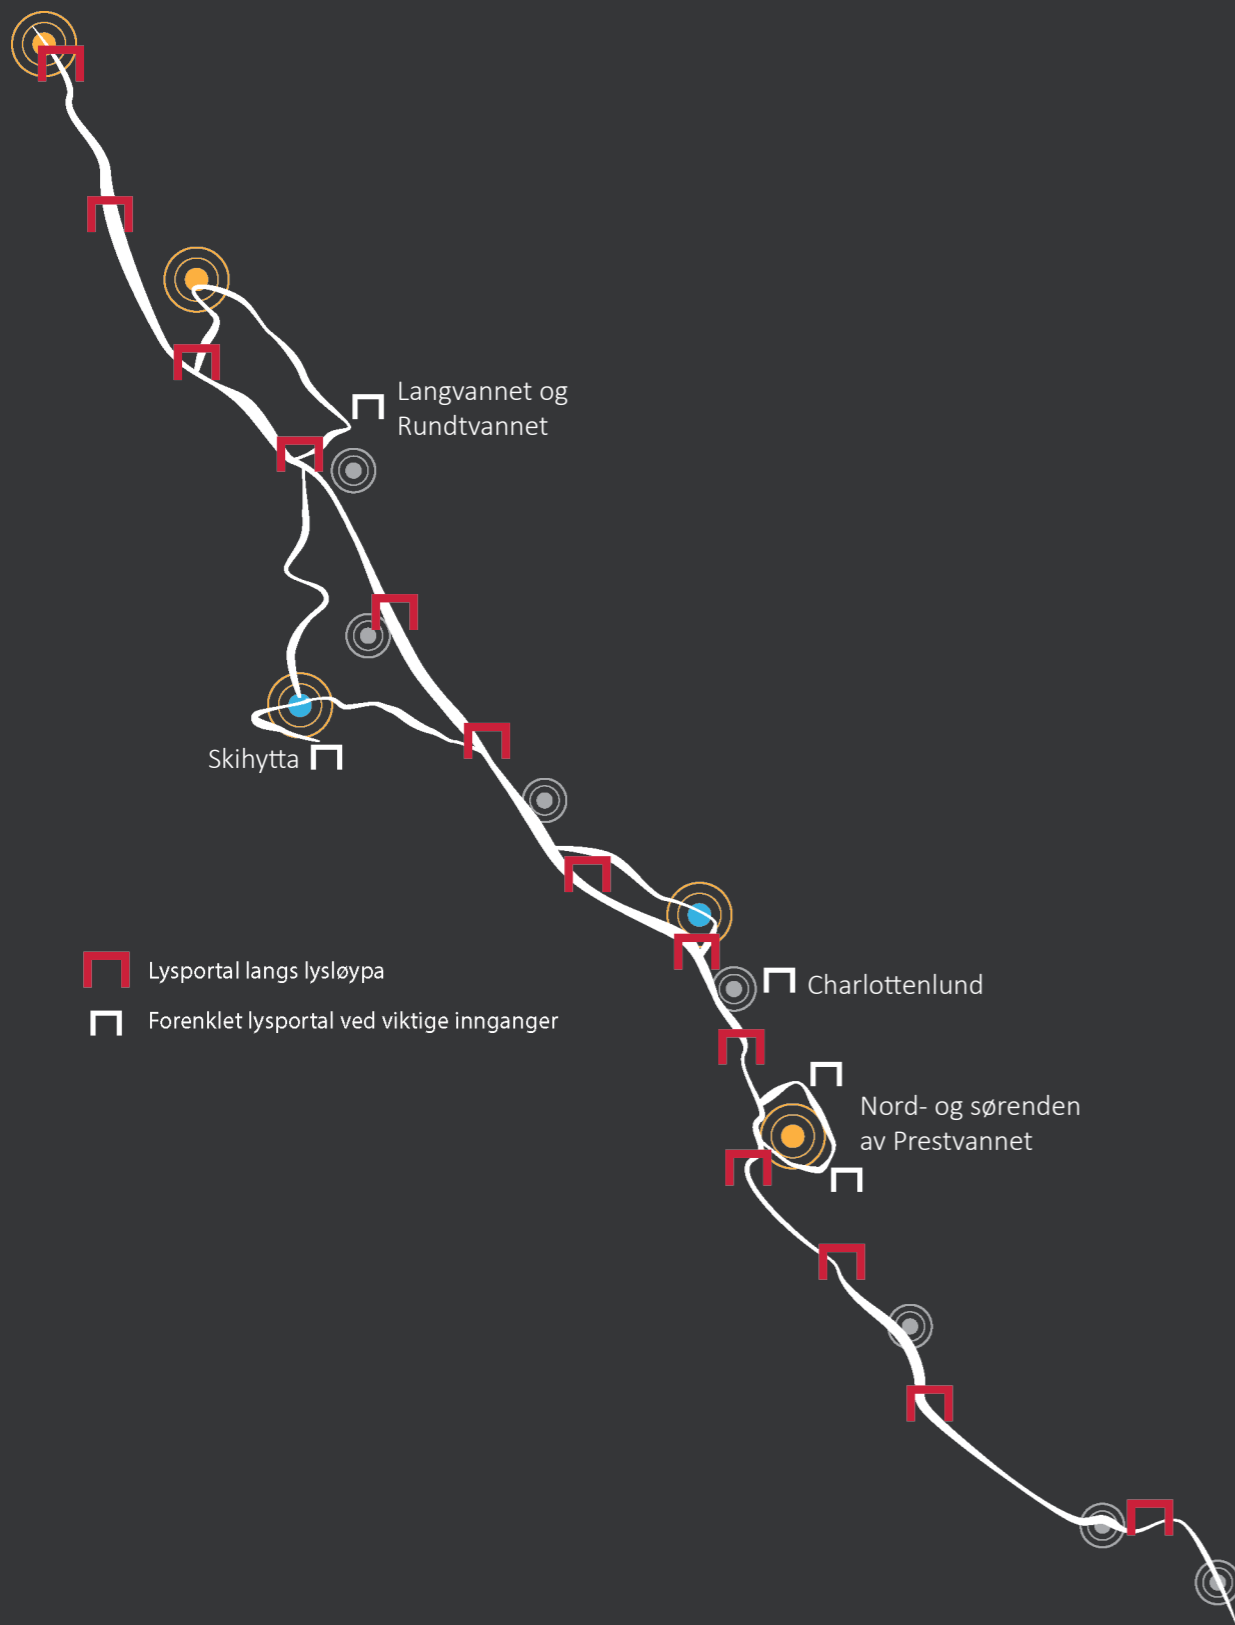 Langvannet og
Rundtvannet
Skihytta
Lysportal langs lysløypa
Forenklet lysportal ved viktige innganger
Charlottenlund
Nord- og sørenden
av Prestvannet